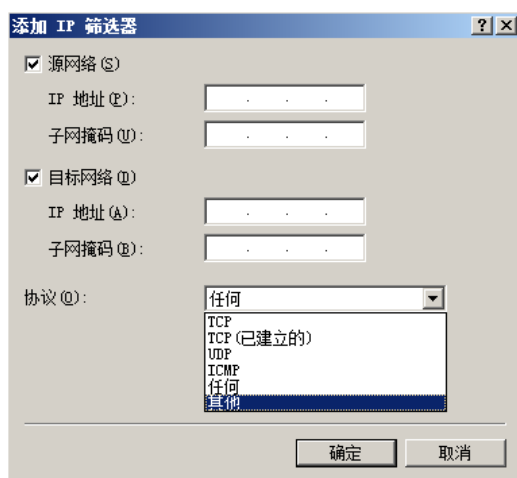 添加 IP 筛选器
源网络(S)
IP 地址(P):
子网掩码(U):
目标网络(D)
IP 地址(A):
子网掩码(B):
协议(O):
任何
TCP
TCP(已建立的)
UDP
ICMP
任何
其他
确定
取消